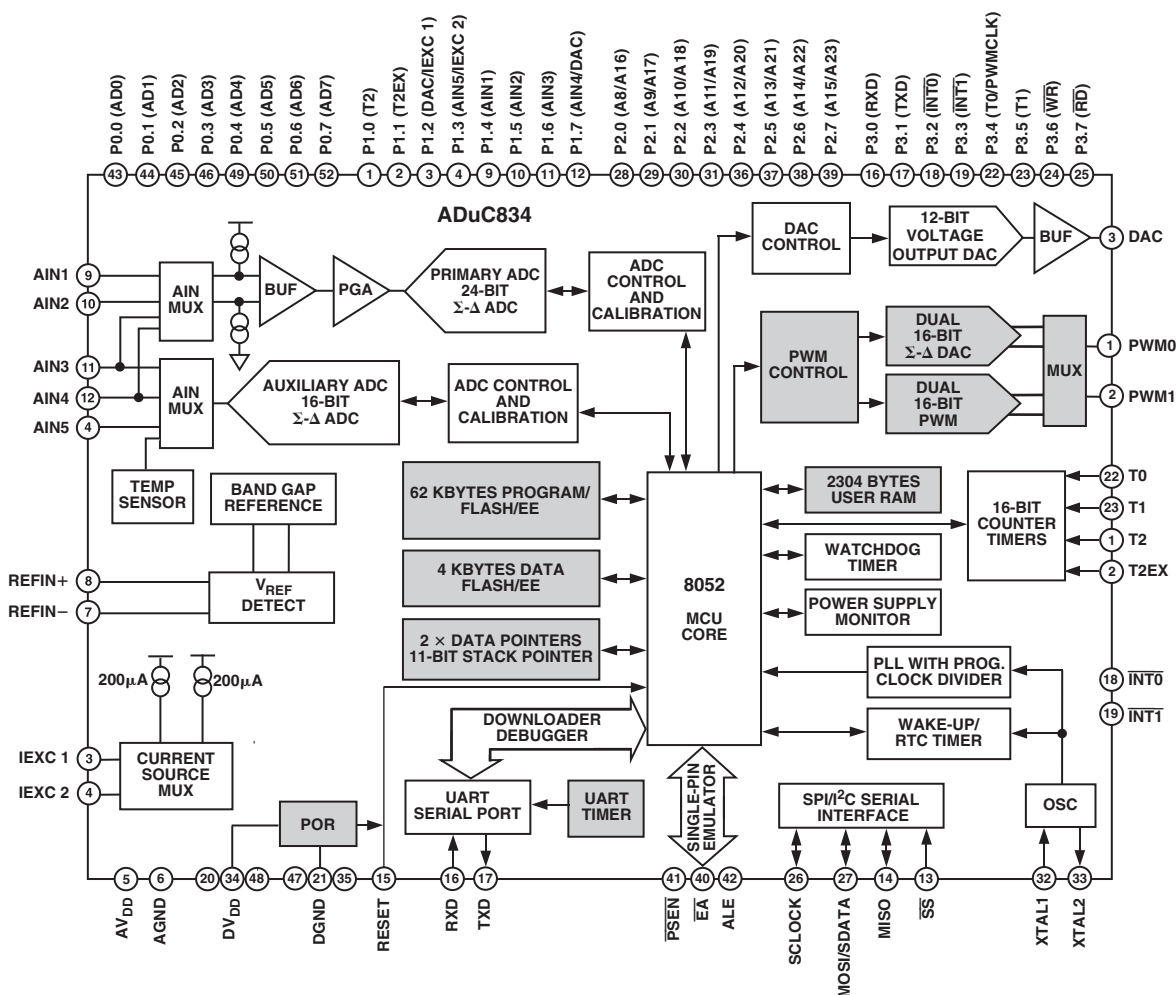 P0.0 (AD0)
P0.1 (AD1)
P0.2 (AD2)
P0.3 (AD3)
P0.4 (AD4)
P0.5 (AD5)
P0.6 (AD6)
P0.7 (AD7)
P1.0 (T2)
P1.1 (T2EX)
P1.2 (DAC/IEXC 1)
P1.3 (AIN5/IEXC 2)
P1.4 (AIN1)
P1.5 (AIN2)
P1.6 (AIN3)
P1.7 (AIN4/DAC)
P2.0 (A8/A16)
P2.1 (A9/A17)
P2.2 (A10/A18)
P2.3 (A11/A19)
P2.4 (A12/A20)
P2.5 (A13/A21)
P2.6 (A14/A22)
P2.7 (A15/A23)
P3.0 (RXD)
P3.1 (TXD)
P3.2 (INT0)
P3.3 (INT1)
P3.4 (T0/PWMCLK)
P3.5 (T1)
P3.6 (WR)
P3.7 (RD)
43 44 45 46 49 50 51 52 1 2 3 4 9 10 11 12 28 29 30 31 36 37 38 39 16 17 18 19 22 23 24 25
ADuC834
AIN1 9
AIN2 10
AIN3 11
AIN4 12
AIN5 4
AIN
MUX
BUF
PGA
PRIMARY ADC
24-BIT
Σ-Δ ADC
ADC
CONTROL
AND
CALIBRATION
AIN
MUX
AUXILIARY ADC
16-BIT
Σ-Δ ADC
ADC CONTROL
AND
CALIBRATION
DAC
CONTROL
12-BIT
VOLTAGE
OUTPUT DAC
BUF
3 DAC
PWM
CONTROL
DUAL
16-BIT
Σ-Δ DAC
DUAL
16-BIT
PWM
MUX
1 PWM0
2 PWM1
TEMP
SENSOR
BAND GAP
REFERENCE
REFIN+ 8
REFIN− 7
VREF
DETECT
62 KBYTES PROGRAM/
FLASH/EE
4 KBYTES DATA
FLASH/EE
2 × DATA POINTERS
11-BIT STACK POINTER
8052
MCU
CORE
2304 BYTES
USER RAM
WATCHDOG
TIMER
POWER SUPPLY
MONITOR
PLL WITH PROG.
CLOCK DIVIDER
WAKE-UP/
RTC TIMER
16-BIT
COUNTER
TIMERS
22 T0
23 T1
1 T2
2 T2EX
18 INT0
19 INT1
200μA
200μA
IEXC 1 3
IEXC 2 4
CURRENT
SOURCE
MUX
DOWNLOADER
DEBUGGER
POR
UART
SERIAL PORT
UART
TIMER
SINGLE-PIN
EMULATOR
SPI/I²C SERIAL
INTERFACE
OSC
5 6 20 34 48 47 21 35 15 16 17 41 40 42 26 27 14 13 32 33
AVDD
AGND
DVDD
DGND
RESET
RXD
TXD
PSEN
EA
ALE
SCLOCK
MOSI/SDATA
MISO
SS
XTAL1
XTAL2